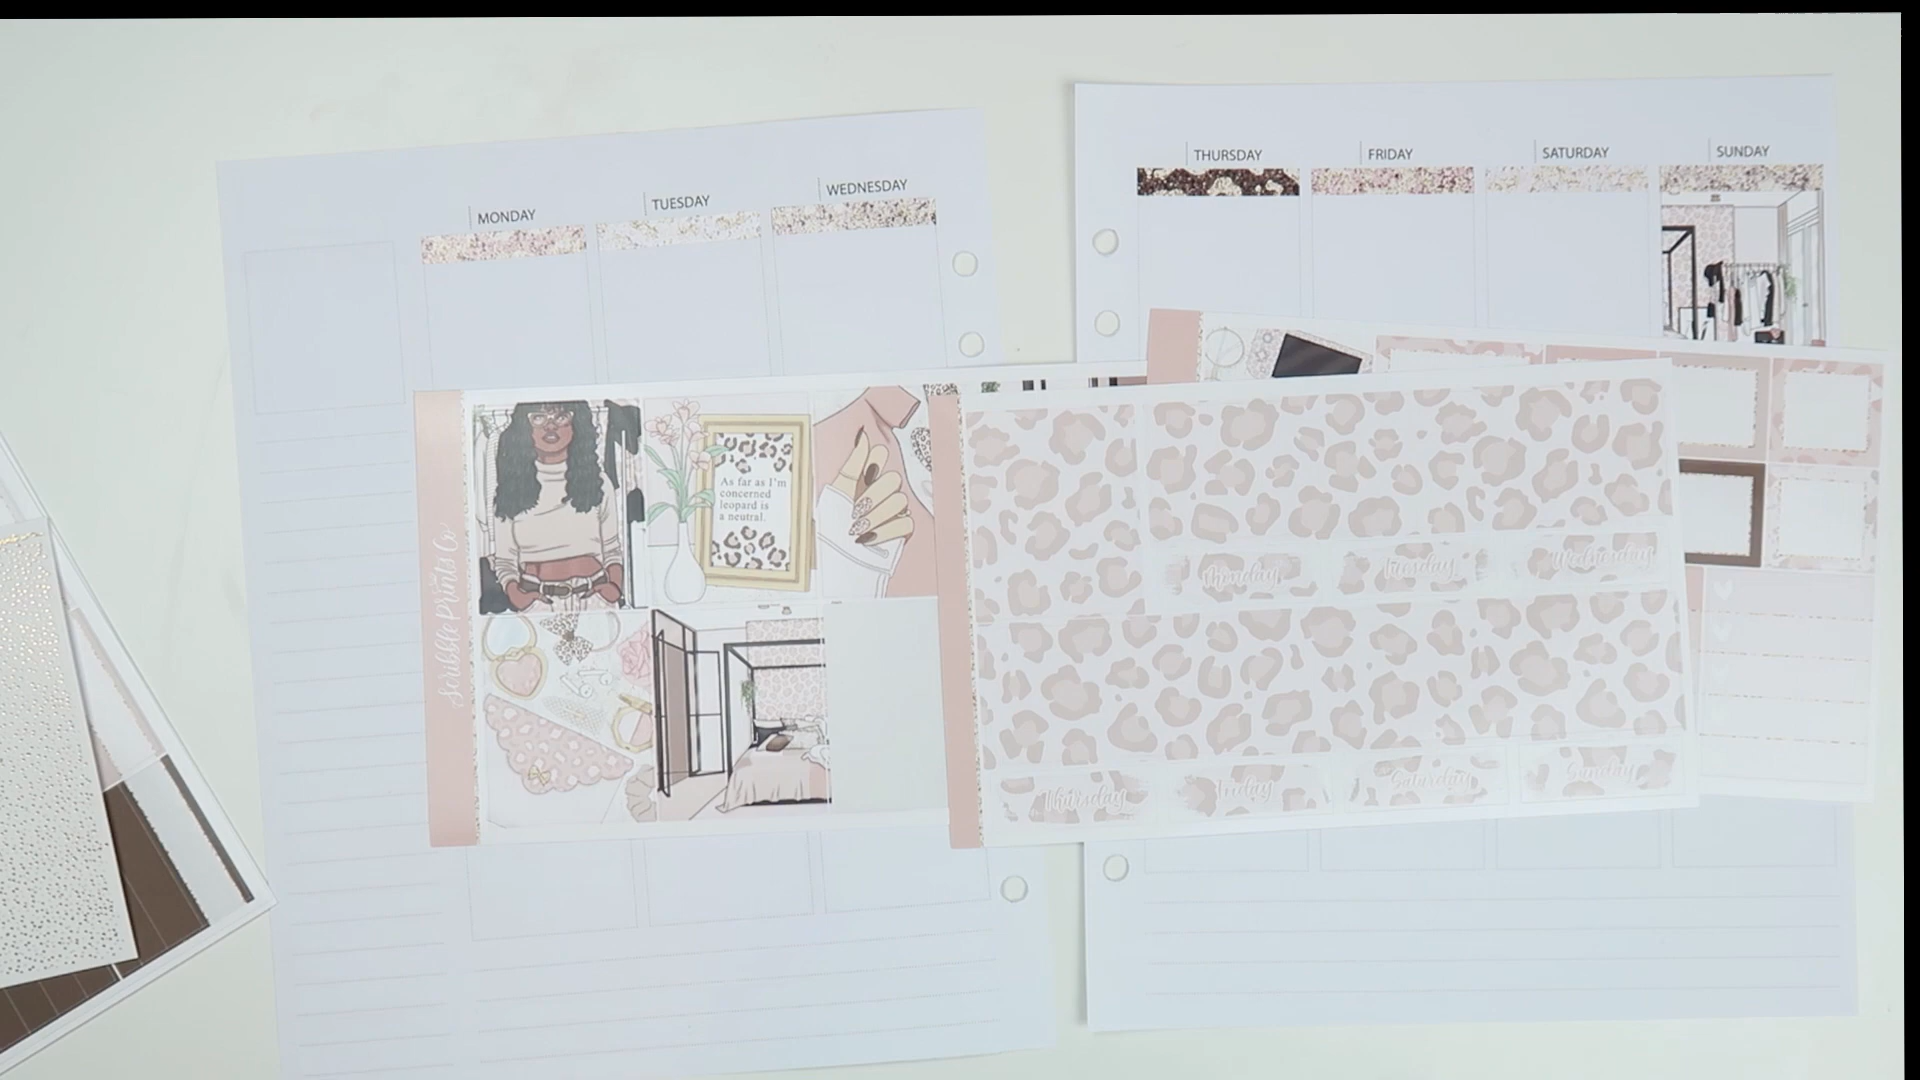 MONDAY
TUESDAY
WEDNESDAY
THURSDAY
FRIDAY
SATURDAY
SUNDAY
Scribble Prints Co
As far as I'm
concerned
leopard is
a neutral.
Monday
Tuesday
Wednesday
Thursday
Friday
Saturday
Sunday